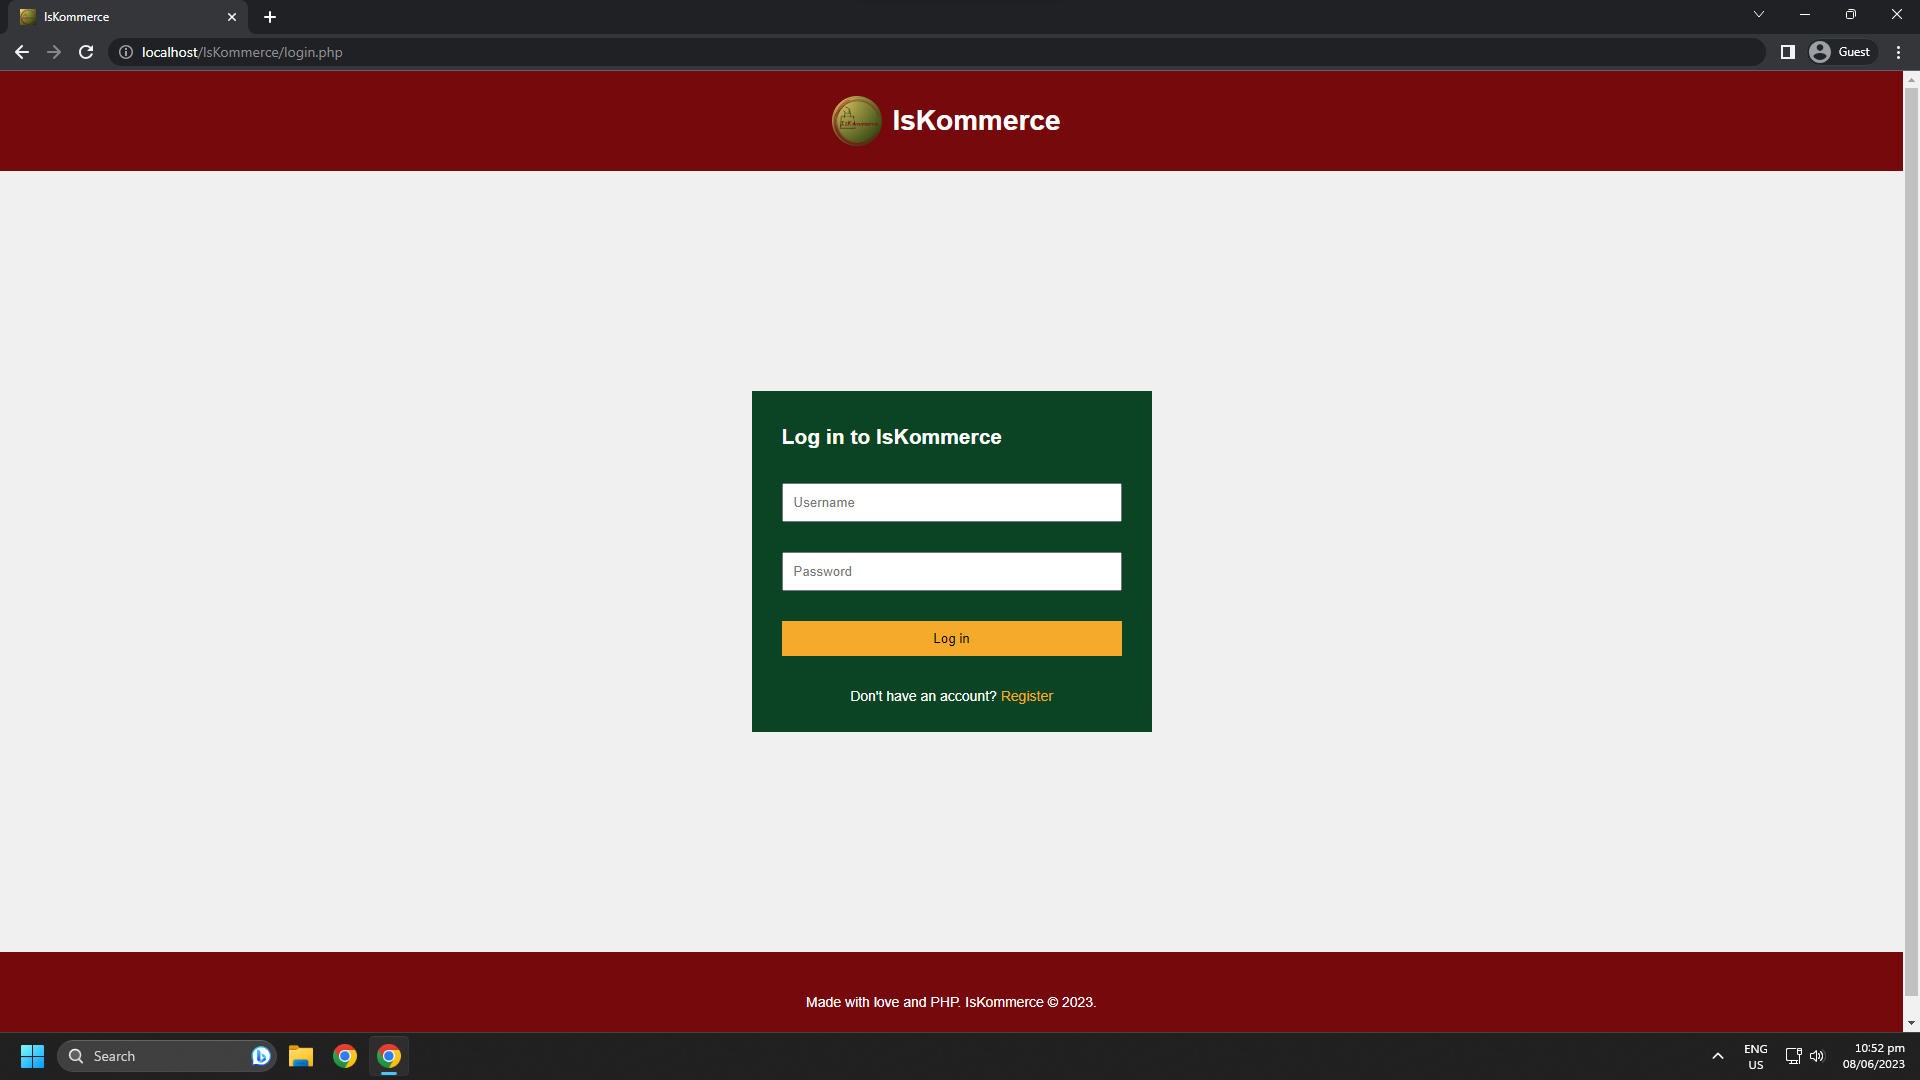 IsKommerce
localhost/IsKommerce/login.php
Guest
IsKommerce
IsKommerce
Log in to IsKommerce
Username
Password
Log in
Don't have an account? Register
Made with love and PHP. IsKommerce © 2023.
Search
ENG
US
10:52 pm
08/06/2023